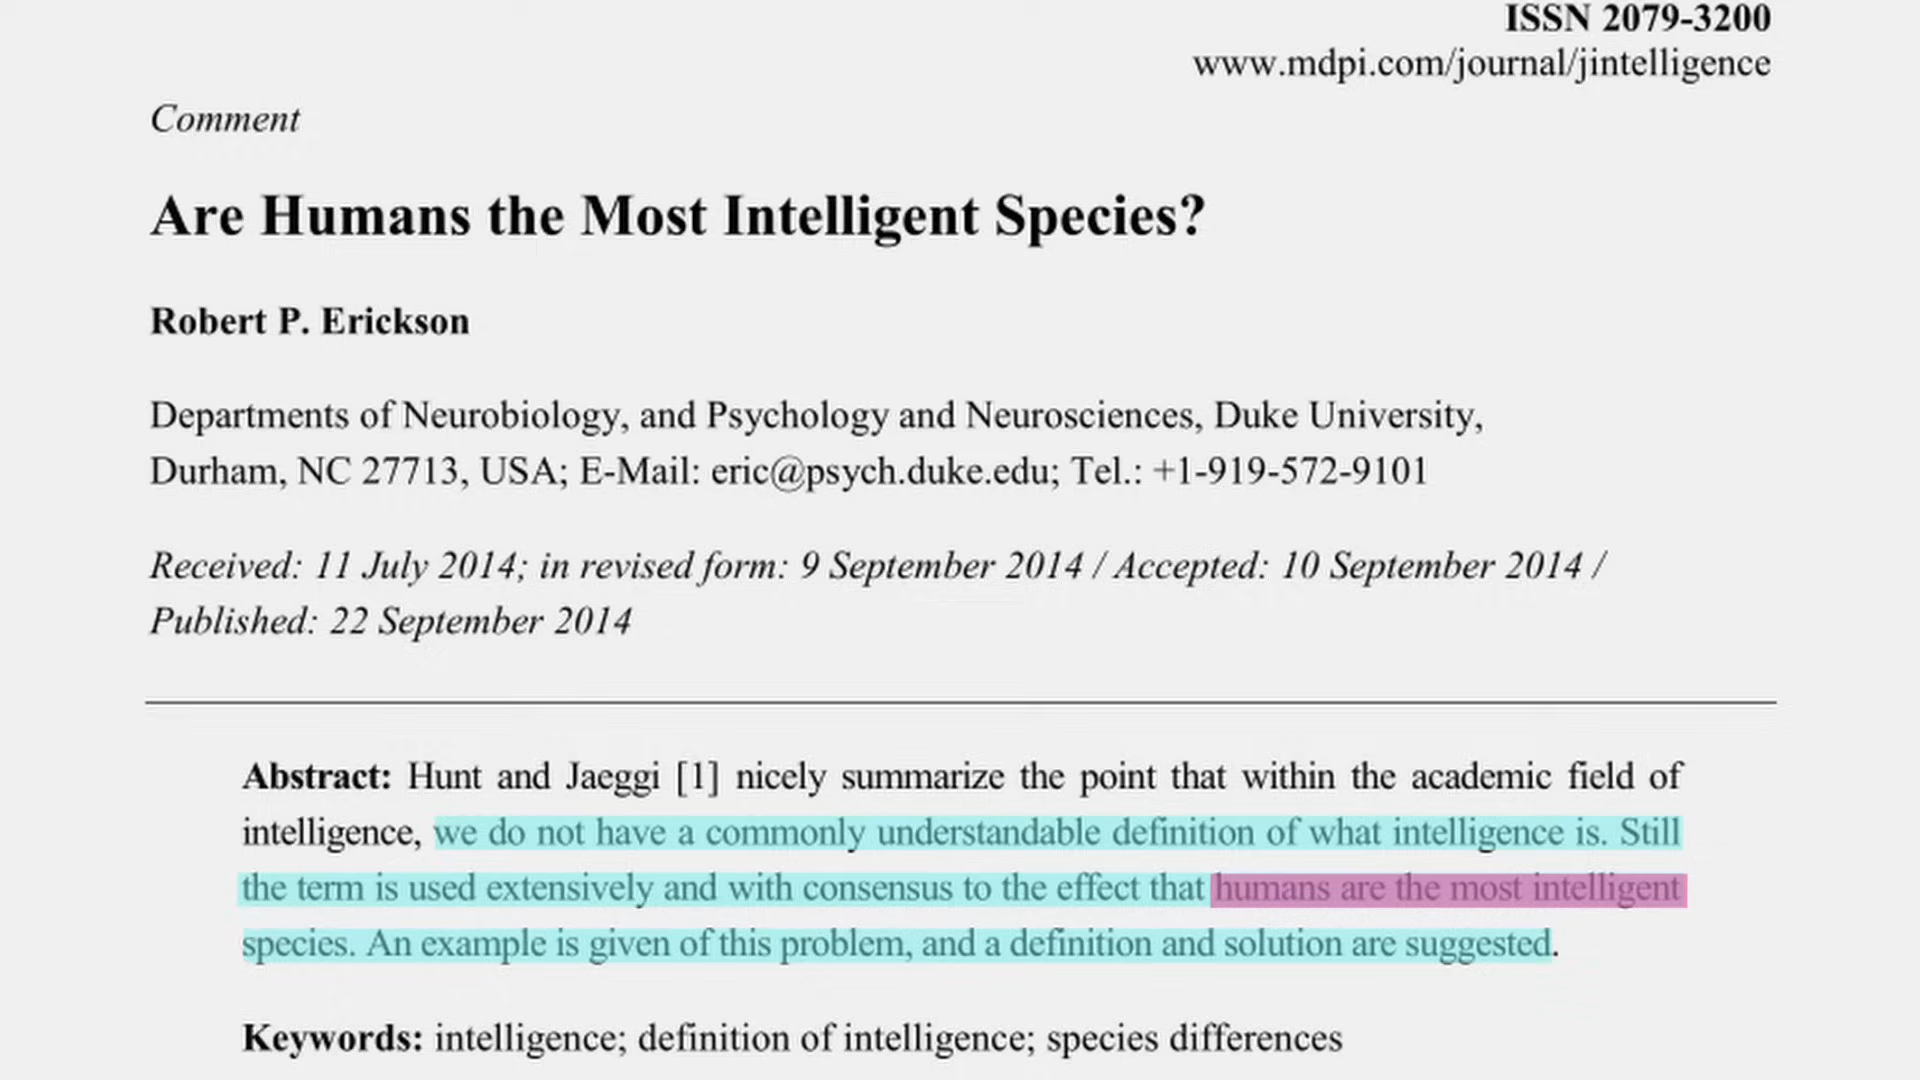 ISSN 2079-3200
www.mdpi.com/journal/jintelligence
Comment
Are Humans the Most Intelligent Species?
Robert P. Erickson
Departments of Neurobiology, and Psychology and Neurosciences, Duke University,
Durham, NC 27713, USA; E-Mail: eric@psych.duke.edu; Tel.: +1-919-572-9101
Received: 11 July 2014; in revised form: 9 September 2014 / Accepted: 10 September 2014 /
Published: 22 September 2014
Abstract: Hunt and Jaeggi [1] nicely summarize the point that within the academic field of
intelligence, we do not have a commonly understandable definition of what intelligence is. Still
the term is used extensively and with consensus to the effect that humans are the most intelligent
species. An example is given of this problem, and a definition and solution are suggested.
Keywords: intelligence; definition of intelligence; species differences